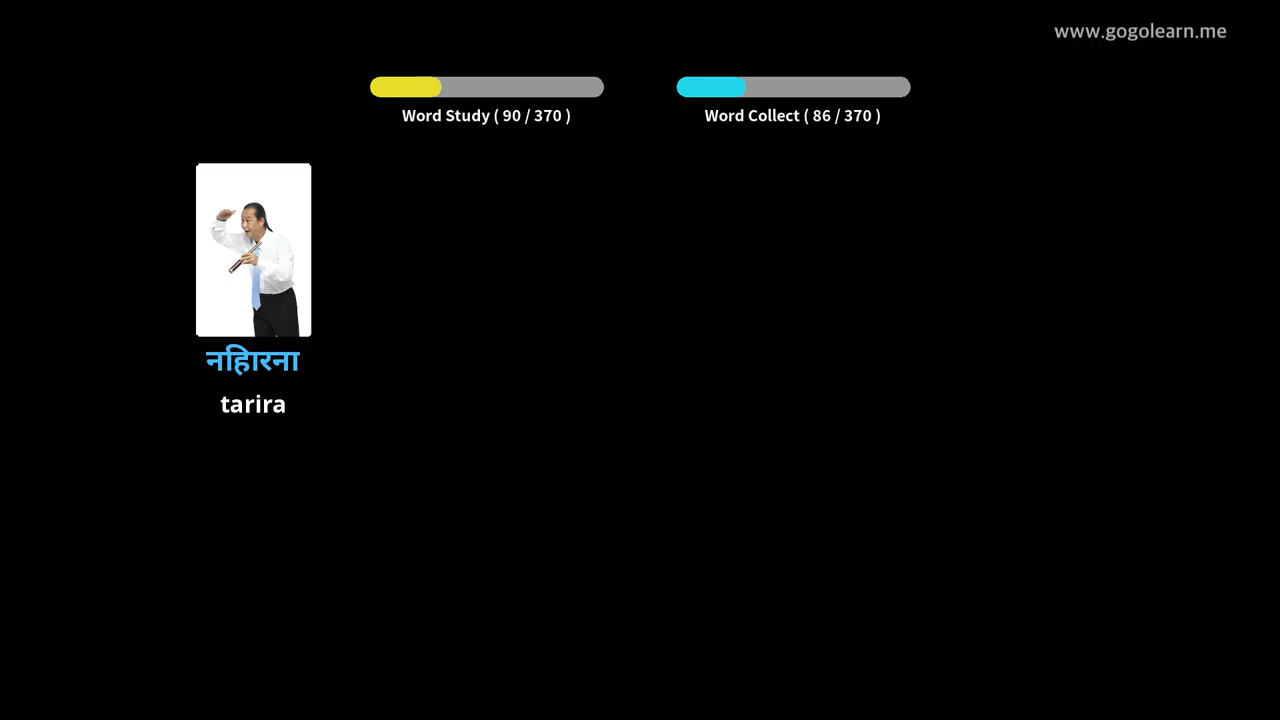 www.gogolearn.me
Word Study ( 90 / 370 )
Word Collect ( 86 / 370 )
नहिारना
tarira